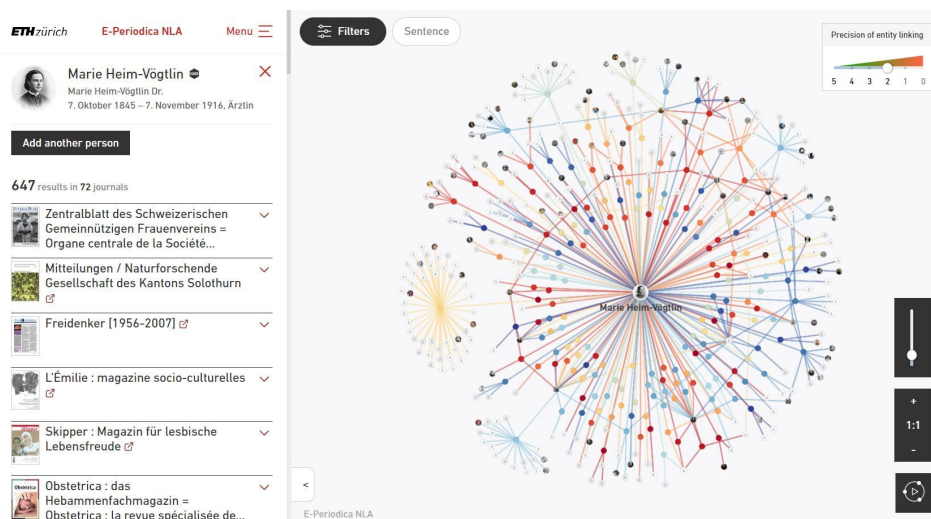 ETH zürich
E-Periodica NLA
Menu
Marie Heim-Vögtlin
Marie Heim-Vögtlin Dr.
7. Oktober 1845 – 7. November 1916, Ärztin
Add another person
647 results in 72 journals
Zentralblatt des Schweizerischen
Gemeinnützigen Frauenvereins =
Organe centrale de la Société...
Mitteilungen / Naturforschende
Gesellschaft des Kantons Solothurn
Freidenker [1956-2007]
L'Émilie : magazine socio-culturelles
Skipper : Magazin für lesbische
Lebensfreude
Obstetrica : das
Hebammenfachmagazin =
Obstetrica : la revue spécialisée de...
Filters
Sentence
Precision of entity linking
5 4 3 2 1 0
Marie Heim-Vögtlin
+
1:1
-
<
E-Periodica NLA